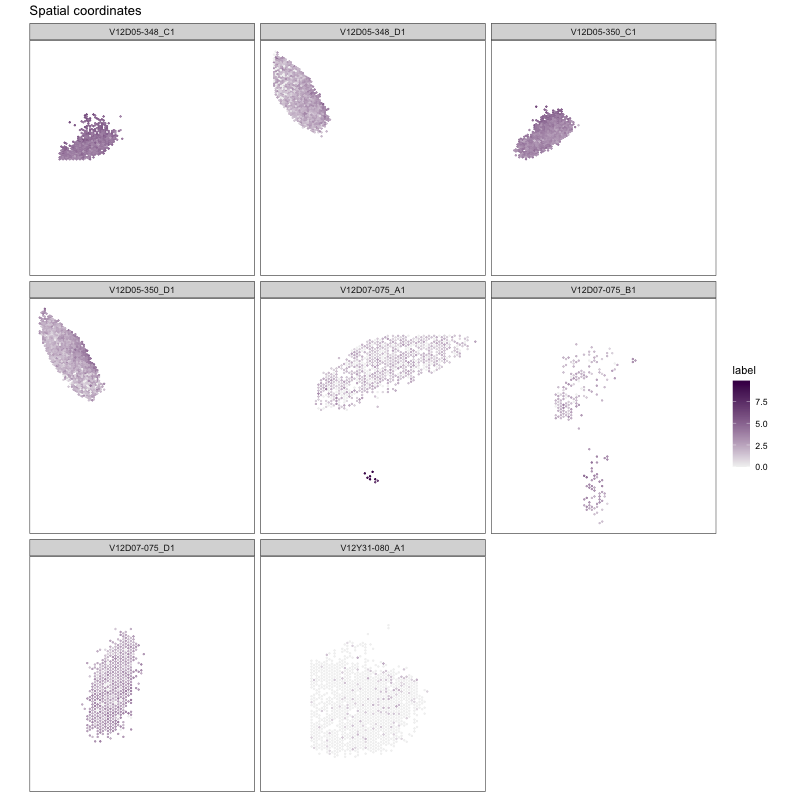 Spatial coordinates
V12D05-348_C1
V12D05-348_D1
V12D05-350_C1
V12D05-350_D1
V12D07-075_A1
V12D07-075_B1
label
7.5
5.0
2.5
0.0
V12D07-075_D1
V12Y31-080_A1